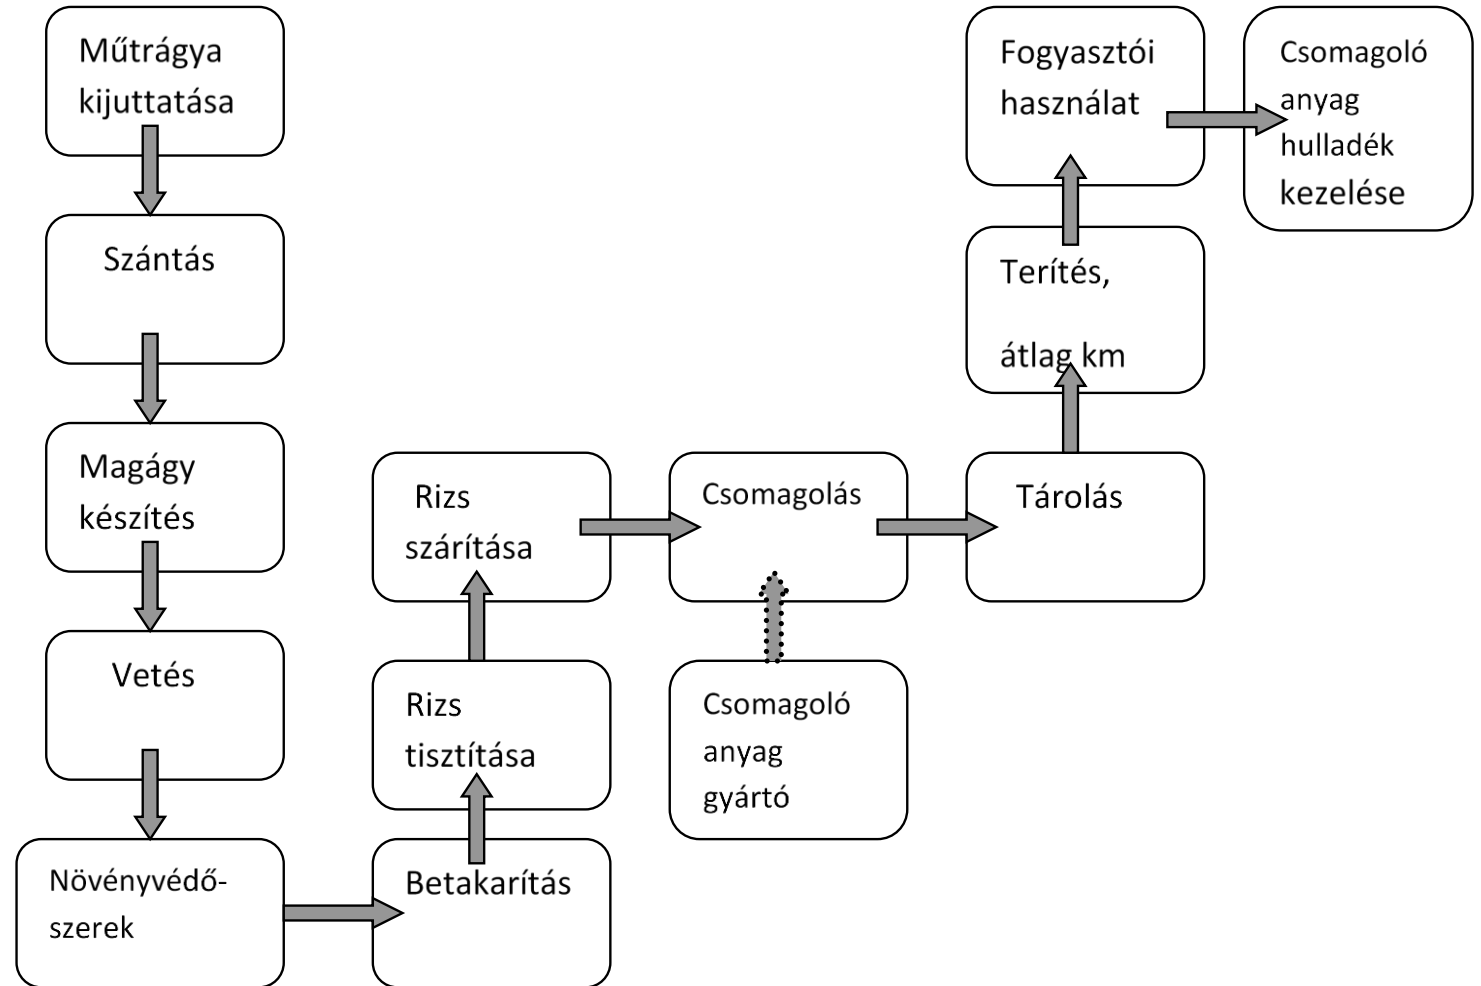 Műtrágya
kijuttatása
Szántás
Magágy
készítés
Vetés
Növényvédő-
szerek
Betakarítás
Rizs
tisztítása
Rizs
szárítása
Csomagolás
Csomagoló
anyag
gyártó
Tárolás
Terítés,
átlag km
Fogyasztói
használat
Csomagoló
anyag
hulladék
kezelése